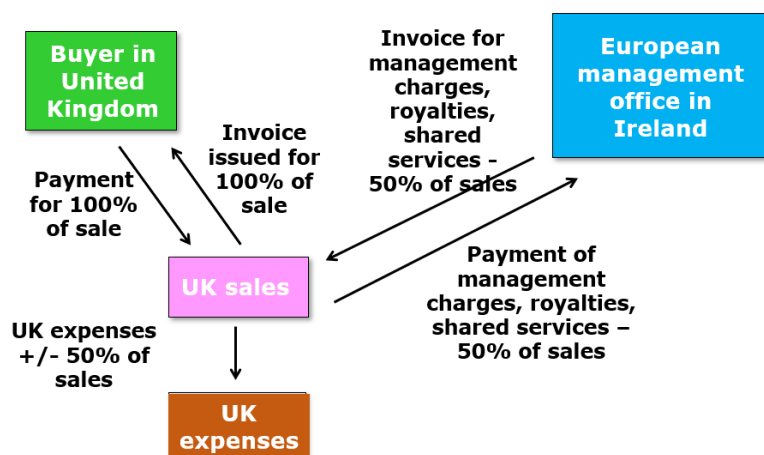 Buyer in
United
Kingdom
Invoice for
management
charges,
royalties,
shared
services -
50% of sales
European
management
office in
Ireland
Invoice
issued for
100% of
sale
Payment
for 100%
of sale
UK sales
Payment of
management
charges, royalties,
shared services –
50% of sales
UK expenses
+/- 50% of
sales
UK
expenses